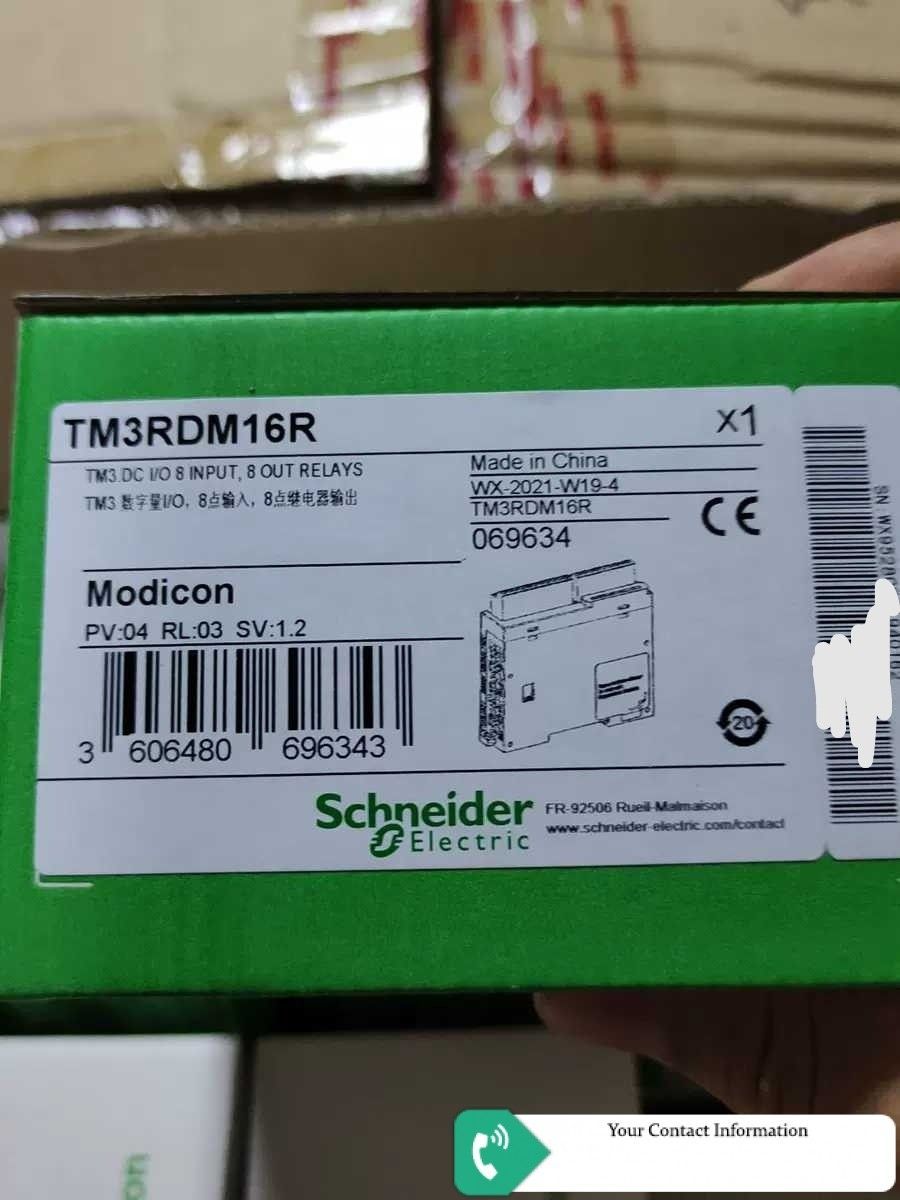 TM3RDM16R
X1
TM3 DC I/O 8 INPUT, 8 OUT RELAYS
TM3 数字量I/O, 8点输入, 8点继电器输出
Made in China
WX-2021-W19-4
TM3RDM16R
069634
CE
Modicon
PV:04 RL:03 SV:1.2
3 606480 696343
20
Schneider
Electric
FR-92506 Rueil-Malmaison
www.schneider-electric.com/contact
on
Your Contact Information